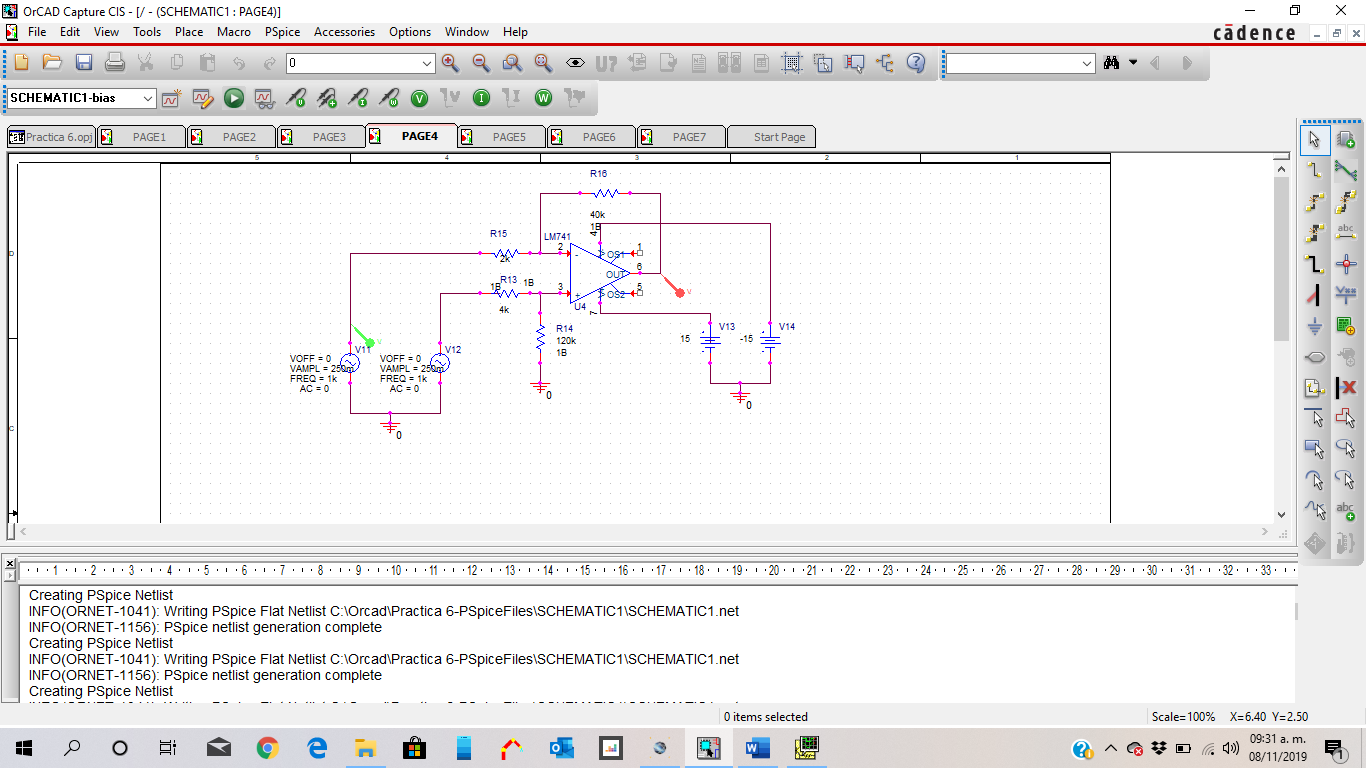 OrCAD Capture CIS - [/ - (SCHEMATIC1 : PAGE4)]
File Edit View Tools Place Macro PSpice Accessories Options Window Help
cādence
0
U?
SCHEMATIC1-bias
V I W
Practica 6.opj PAGE1 PAGE2 PAGE3 PAGE4 PAGE5 PAGE6 PAGE7 Start Page
5 4 3 2 1
D
C
R16
40k
1B
R15
2k
LM741
2
4
OS1
1
6
OUT
OS2
5
3
7
U4
-
+
V
R13
1B
1B
4k
R14
120k
1B
0
V11
VOFF = 0
VAMPL = 250m
FREQ = 1k
AC = 0
V12
VOFF = 0
VAMPL = 250m
FREQ = 1k
AC = 0
0
V13
15
V14
-15
0
abc
abc
1 2 3 4 5 6 7 8 9 10 11 12 13 14 15 16 17 18 19 20 21 22 23 24 25 26 27 28 29 30 31 32 33
Creating PSpice Netlist
INFO(ORNET-1041): Writing PSpice Flat Netlist C:\Orcad\Practica 6-PSpiceFiles\SCHEMATIC1\SCHEMATIC1.net
INFO(ORNET-1156): PSpice netlist generation complete
Creating PSpice Netlist
INFO(ORNET-1041): Writing PSpice Flat Netlist C:\Orcad\Practica 6-PSpiceFiles\SCHEMATIC1\SCHEMATIC1.net
INFO(ORNET-1156): PSpice netlist generation complete
Creating PSpice Netlist
0 items selected
Scale=100% X=6.40 Y=2.50
09:31 a. m.
08/11/2019
1